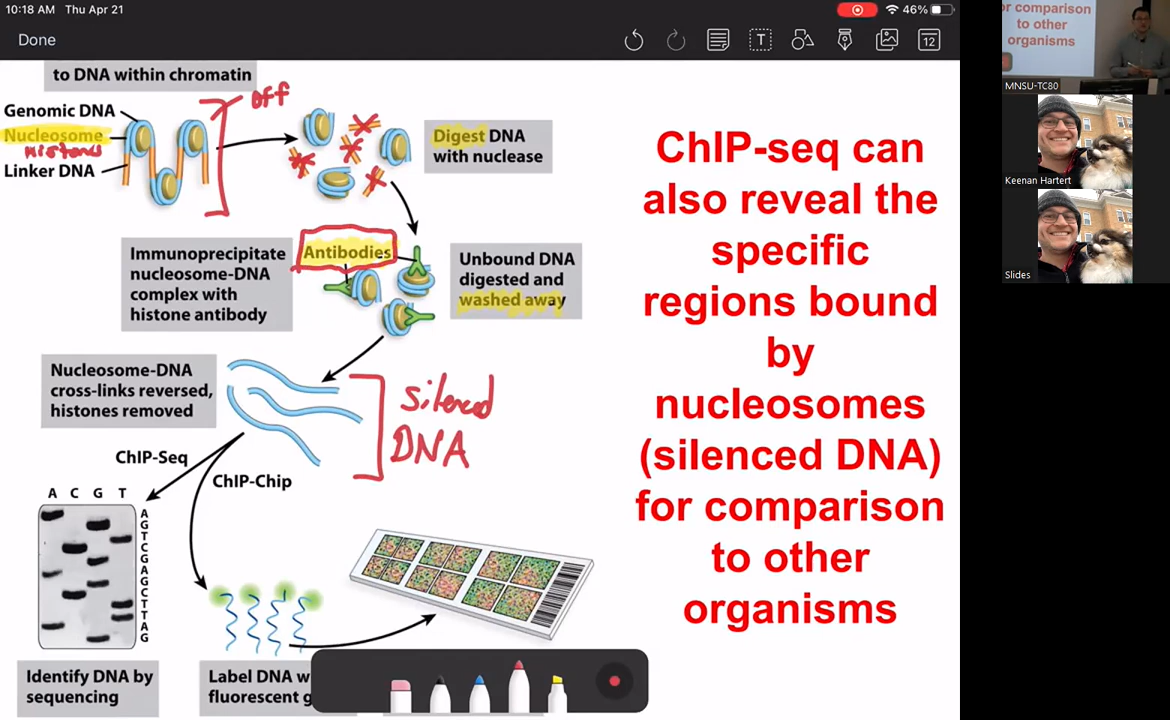 10:18 AM Thu Apr 21
46%
Done
12
to DNA within chromatin
off
Genomic DNA
Nucleosome
Histones
Linker DNA
Digest DNA
with nuclease
Immunoprecipitate
nucleosome-DNA
complex with
histone antibody
Antibodies
Unbound DNA
digested and
washed away
Nucleosome-DNA
cross-links reversed,
histones removed
silenced
DNA
ChIP-Seq
ChIP-Chip
A C G T
A
G
T
C
G
A
G
C
T
T
A
G
Identify DNA by
sequencing
Label DNA w
fluorescent g
ChIP-seq can
also reveal the
specific
regions bound
by
nucleosomes
(silenced DNA)
for comparison
to other
organisms
or comparison
to other
organisms
MNSU-TC80
Keenan Hartert
Slides